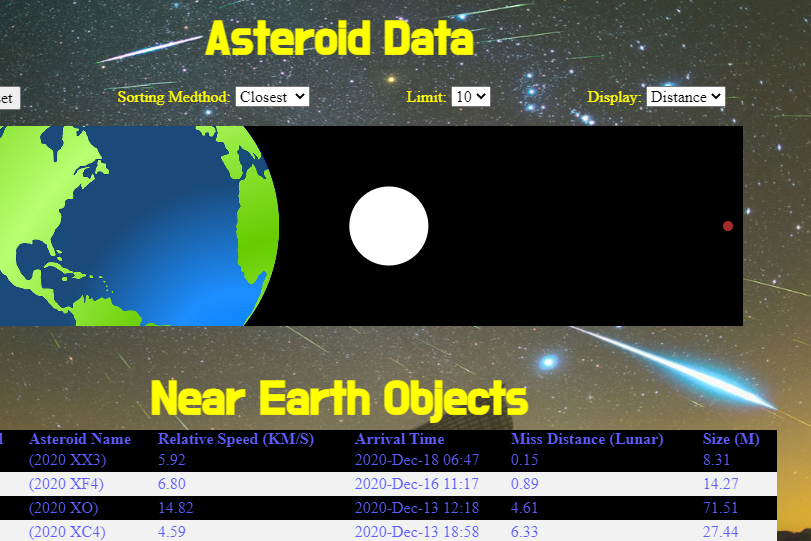 Asteroid Data
et Sorting Medthod: Closest Limit: 10 Display: Distance
Near Earth Objects
Asteroid Name Relative Speed (KM/S) Arrival Time Miss Distance (Lunar) Size (M)
(2020 XX3) 5.92 2020-Dec-18 06:47 0.15 8.31
(2020 XF4) 6.80 2020-Dec-16 11:17 0.89 14.27
(2020 XO) 14.82 2020-Dec-13 12:18 4.61 71.51
(2020 XC4) 4.59 2020-Dec-13 18:58 6.33 27.44